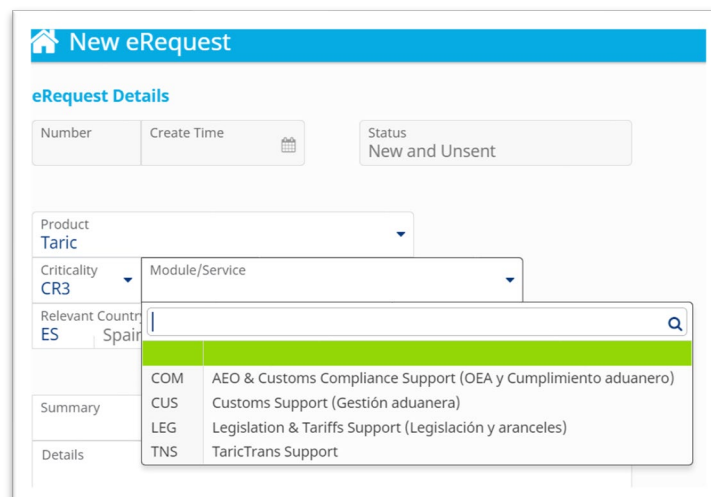 New eRequest
eRequest Details
Number
Create Time
Status
New and Unsent
Product
Taric
Criticality
CR3
Module/Service
Relevant Countr
ES Spain
COM AEO & Customs Compliance Support (OEA y Cumplimiento aduanero)
CUS Customs Support (Gestión aduanera)
LEG Legislation & Tariffs Support (Legislación y aranceles)
TNS TaricTrans Support
Summary
Details